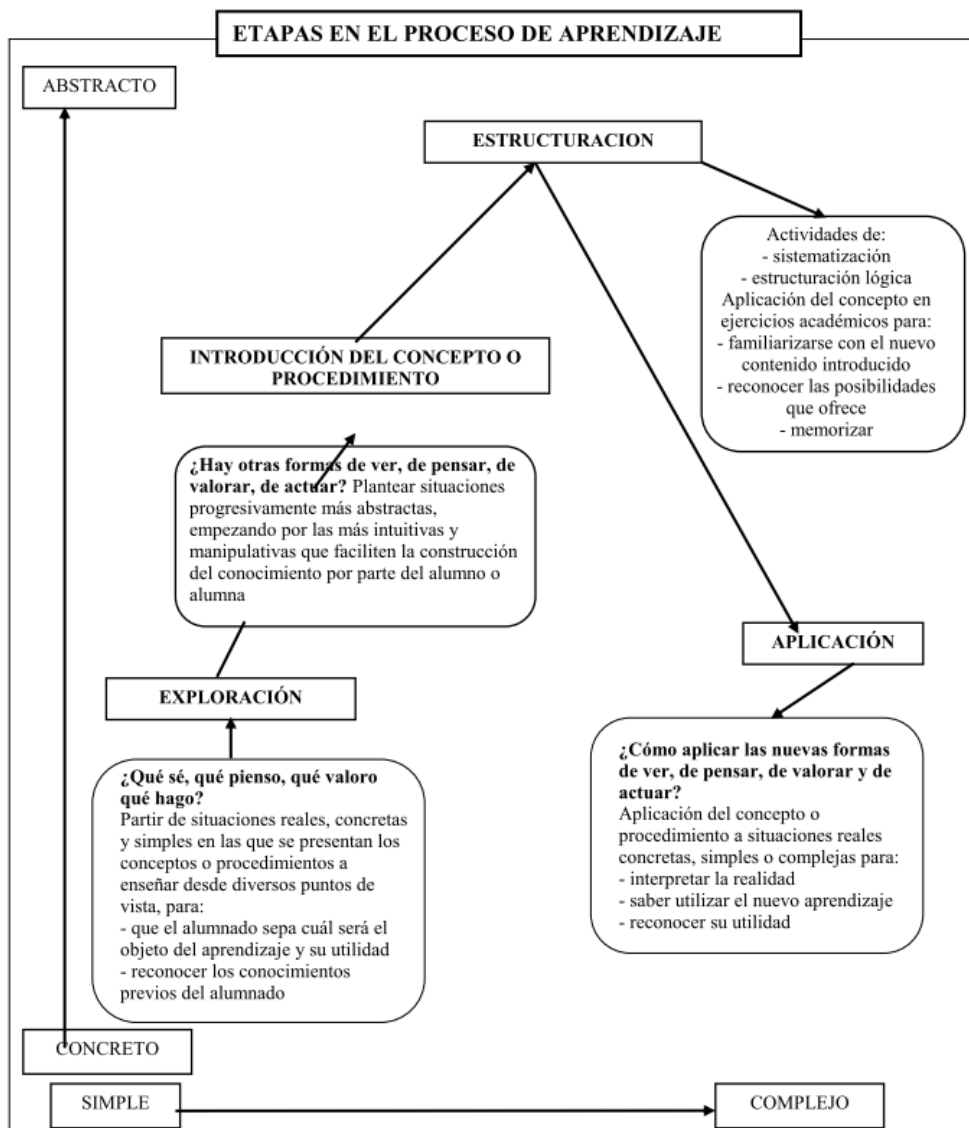 ETAPAS EN EL PROCESO DE APRENDIZAJE
ABSTRACTO
ESTRUCTURACION
Actividades de:
- sistematización
- estructuración lógica
Aplicación del concepto en
ejercicios académicos para:
- familiarizarse con el nuevo
contenido introducido
- reconocer las posibilidades
que ofrece
- memorizar
INTRODUCCIÓN DEL CONCEPTO O
PROCEDIMIENTO
¿Hay otras formas de ver, de pensar, de
valorar, de actuar? Plantear situaciones
progresivamente más abstractas,
empezando por las más intuitivas y
manipulativas que faciliten la construcción
del conocimiento por parte del alumno o
alumna
EXPLORACIÓN
¿Qué sé, qué pienso, qué valoro
qué hago?
Partir de situaciones reales, concretas
y simples en las que se presentan los
conceptos o procedimientos a
enseñar desde diversos puntos de
vista, para:
- que el alumnado sepa cuál será el
objeto del aprendizaje y su utilidad
- reconocer los conocimientos
previos del alumnado
APLICACIÓN
¿Cómo aplicar las nuevas formas
de ver, de pensar, de valorar y de
actuar?
Aplicación del concepto o
procedimiento a situaciones reales
concretas, simples o complejas para:
- interpretar la realidad
- saber utilizar el nuevo aprendizaje
- reconocer su utilidad
CONCRETO
SIMPLE
COMPLEJO